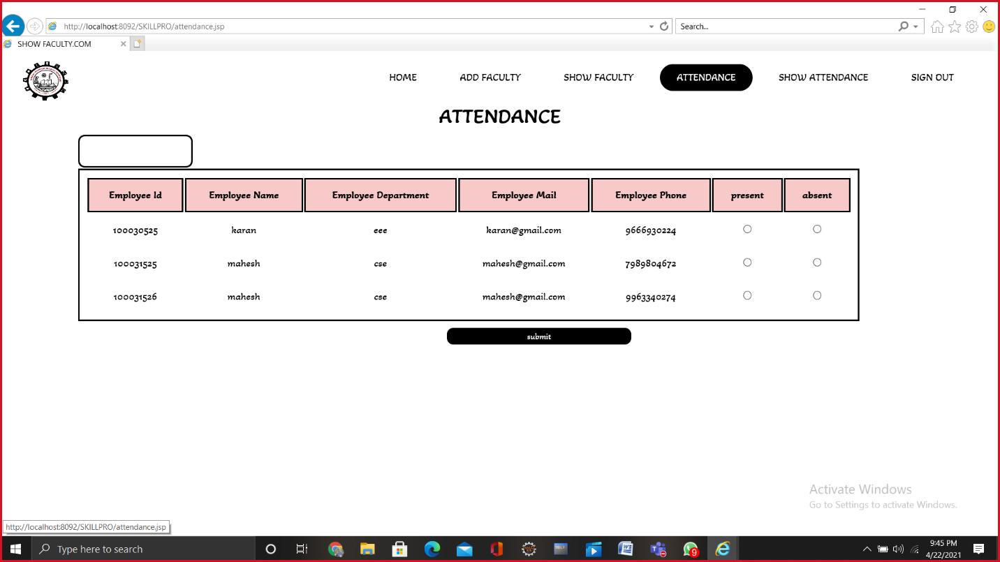 http://localhost:8092/SKILLPRO/attendance.jsp
Search...
SHOW FACULTY.COM
HOME
ADD FACULTY
SHOW FACULTY
ATTENDANCE
SHOW ATTENDANCE
SIGN OUT
ATTENDANCE
Employee Id Employee Name Employee Department Employee Mail Employee Phone present absent
100030525 karan eee karan@gmail.com 9666930224
100031525 mahesh cse mahesh@gmail.com 7989804672
100031526 mahesh cse mahesh@gmail.com 9963340274
submit
Activate Windows
Go to Settings to activate Windows.
http://localhost:8092/SKILLPRO/attendance.jsp
Type here to search
9
9:45 PM
4/22/2021